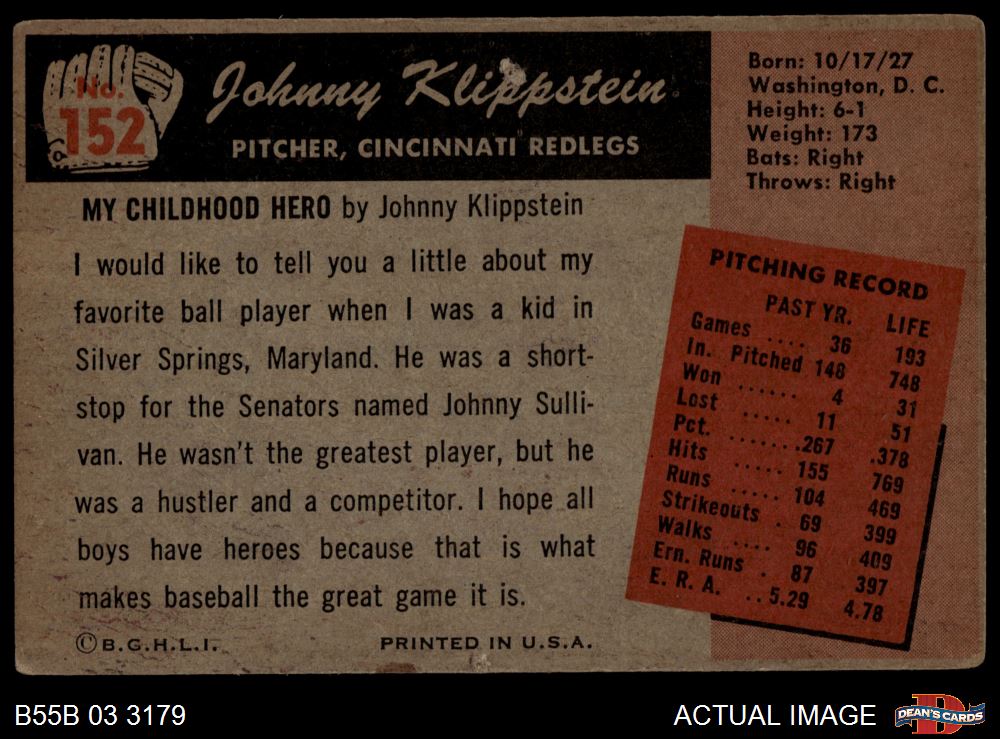 No.
152
Johnny Klippstein
PITCHER, CINCINNATI REDLEGS
Born: 10/17/27
Washington, D. C.
Height: 6-1
Weight: 173
Bats: Right
Throws: Right
MY CHILDHOOD HERO by Johnny Klippstein
I would like to tell you a little about my
favorite ball player when I was a kid in
Silver Springs, Maryland. He was a short-
stop for the Senators named Johnny Sulli-
van. He wasn't the greatest player, but he
was a hustler and a competitor. I hope all
boys have heroes because that is what
makes baseball the great game it is.
PITCHING RECORD
PAST YR. LIFE
Games .... 36 193
In. Pitched 148 748
Won ...... 4 31
Lost ..... 11 51
Pct. .......267 .378
Hits ..... 155 769
Runs ..... 104 469
Strikeouts . 69 399
Walks .... 96 409
Ern. Runs . 87 397
E. R. A. ..5.29 4.78
©B.G.H.L.I. PRINTED IN U.S.A.
B55B 03 3179
ACTUAL IMAGE
D
DEAN'S CARDS